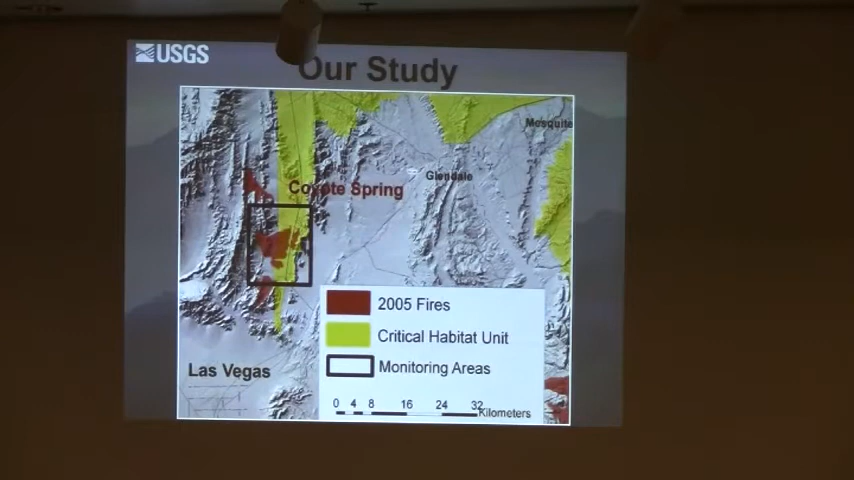 USGS
Our Study
Mesquite
Glendale
Coyote Spring
2005 Fires
Critical Habitat Unit
Las Vegas
Monitoring Areas
0 4 8 16 24 32
Kilometers